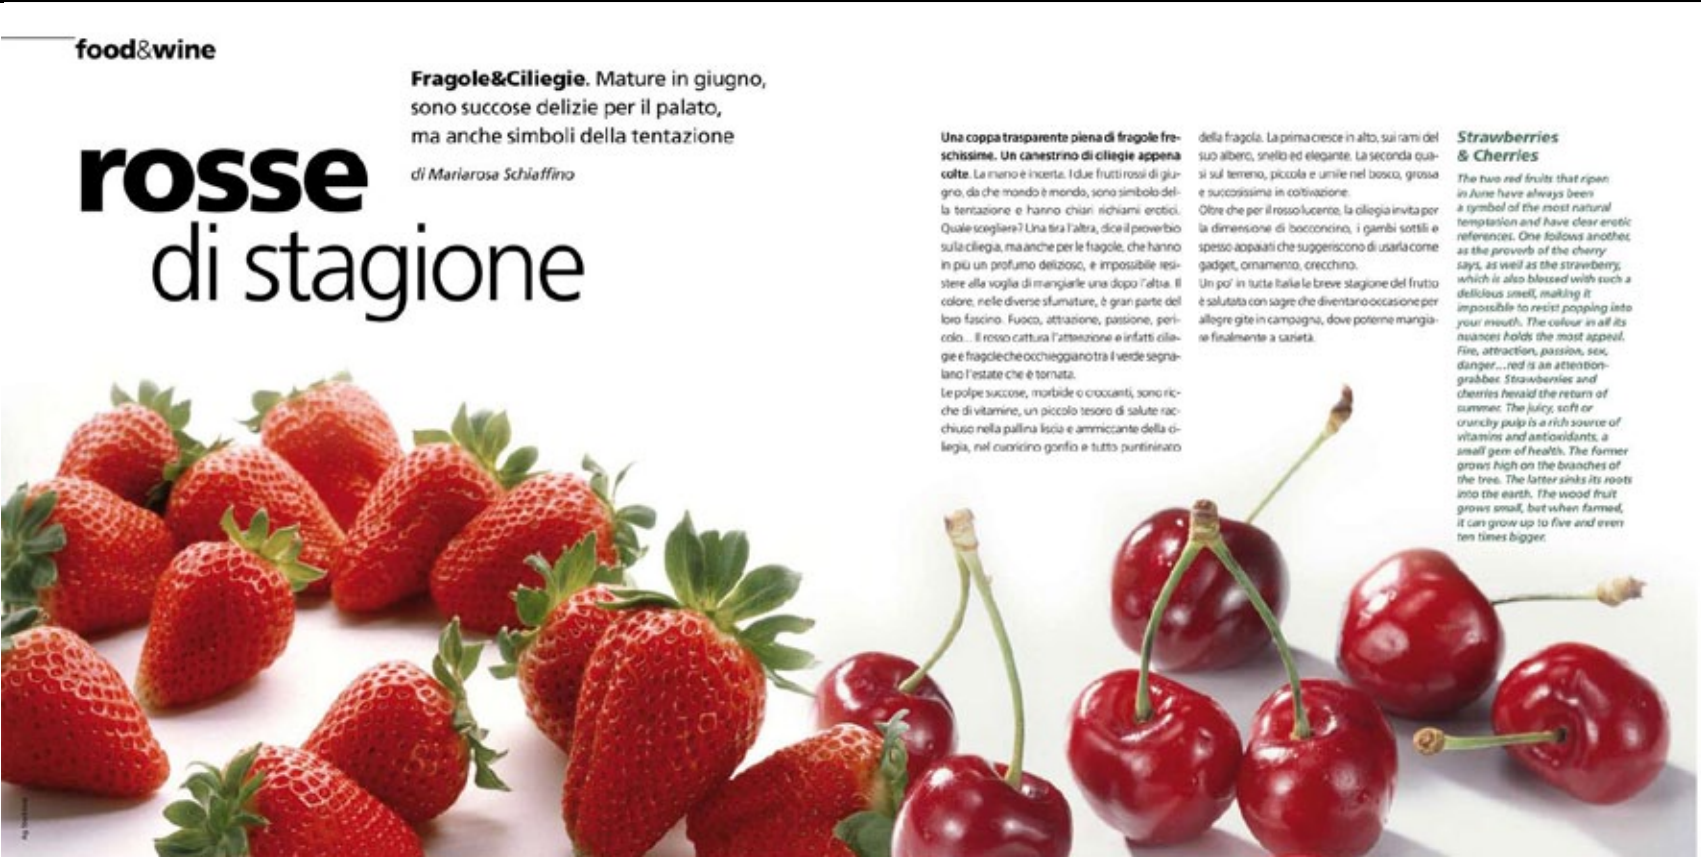 food&wine
Fragole&Ciliegie. Mature in giugno,
sono succose delizie per il palato,
ma anche simboli della tentazione
di Mariarosa Schiaffino
rosse
di stagione
Una coppa trasparente piena di fragole fre-
schissime. Un canestrino di ciliegie appena
colte. La mano è incerta. I due frutti rossi di giu-
gno, da che mondo è mondo, sono simbolo del-
la tentazione e hanno chiari richiami erotici.
Quale scegliere? Una tira l'altra, dice il proverbio
sulla ciliegia, ma anche per le fragole, che hanno
in più un profumo delizioso, è impossibile resi-
stere alla voglia di mangiarle una dopo l'altra. Il
colore, nelle diverse sfumature, è gran parte del
loro fascino. Fuoco, attrazione, passione, peri-
colo... Il rosso cattura l'attenzione e infatti cilie-
gie e fragole che occhieggiano tra il verde segna-
lano l'estate che è tornata.
Le polpe succose, morbide o croccanti, sono ric-
che di vitamine, un piccolo tesoro di salute rac-
chiuso nella pallina liscia e ammiccante della ci-
liegia, nel cuoricino gonfio e tutto puntininato
della fragola. La prima cresce in alto, sui rami del
suo albero, snello ed elegante. La seconda qua-
si sul terreno, piccola e umile nel bosco, grossa
e succosissima in coltivazione.
Oltre che per il rosso lucente, la ciliegia invita per
la dimensione di bocconcino, i gambi sottili e
spesso appaiati che suggeriscono di usarla come
gadget, ornamento, orecchino.
Un po' in tutta Italia la breve stagione del frutto
è salutata con sagre che diventano occasione per
allegre gite in campagna, dove poterne mangia-
re finalmente a sazietà.
Strawberries
& Cherries
The two red fruits that ripen
in June have always been
a symbol of the most natural
temptation and have clear erotic
references. One follows another,
as the proverb of the cherry
says, as well as the strawberry,
which is also blessed with such a
delicious smell, making it
impossible to resist popping into
your mouth. The colour in all its
nuances holds the most appeal.
Fire, attraction, passion, sex,
danger...red is an attention-
grabber. Strawberries and
cherries herald the return of
summer. The juicy, soft or
crunchy pulp is a rich source of
vitamins and antioxidants, a
small gem of health. The former
grows high on the branches of
the tree. The latter sinks its roots
into the earth. The wood fruit
grows small, but when farmed,
it can grow up to five and even
ten times bigger.